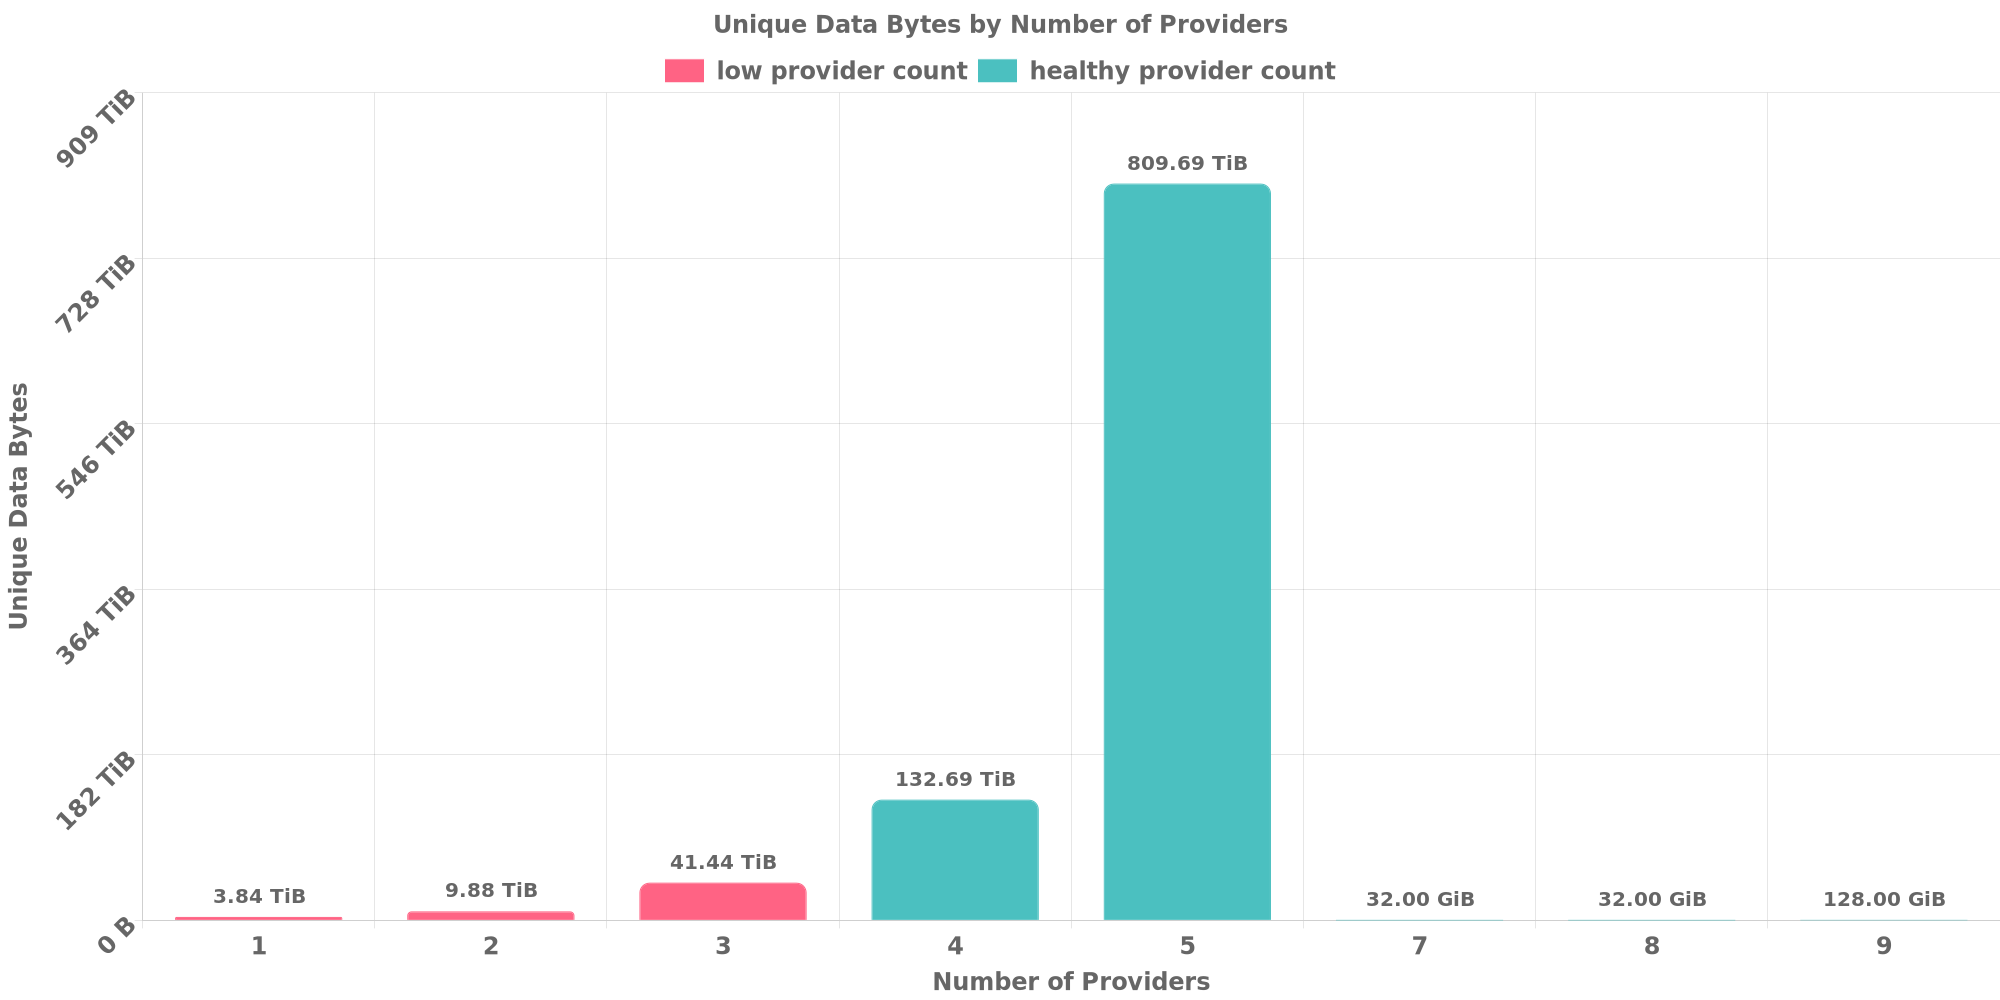 Unique Data Bytes by Number of Providers
low provider count healthy provider count
909 TiB
728 TiB
546 TiB
364 TiB
182 TiB
0 B
Unique Data Bytes
3.84 TiB
9.88 TiB
41.44 TiB
132.69 TiB
809.69 TiB
32.00 GiB
32.00 GiB
128.00 GiB
1 2 3 4 5 7 8 9
Number of Providers